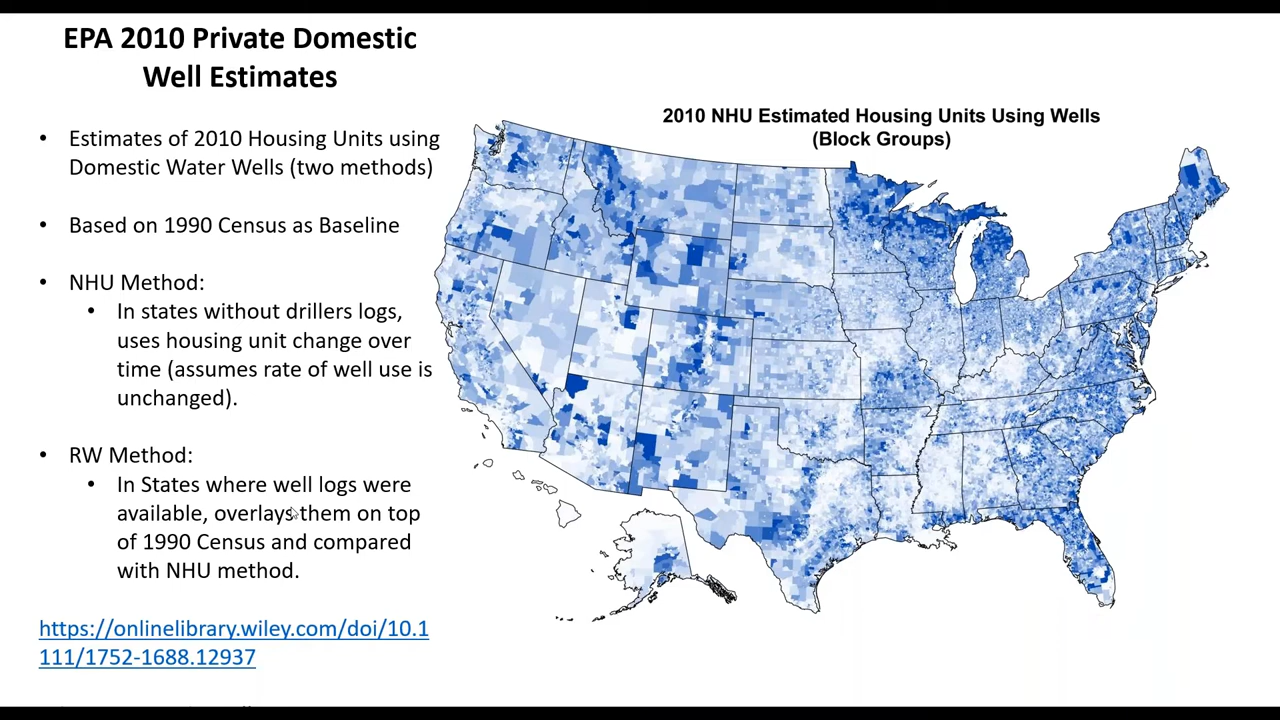 EPA 2010 Private Domestic
Well Estimates
• Estimates of 2010 Housing Units using
Domestic Water Wells (two methods)
• Based on 1990 Census as Baseline
• NHU Method:
• In states without drillers logs,
uses housing unit change over
time (assumes rate of well use is
unchanged).
• RW Method:
• In States where well logs were
available, overlays them on top
of 1990 Census and compared
with NHU method.
https://onlinelibrary.wiley.com/doi/10.1
111/1752-1688.12937
2010 NHU Estimated Housing Units Using Wells
(Block Groups)